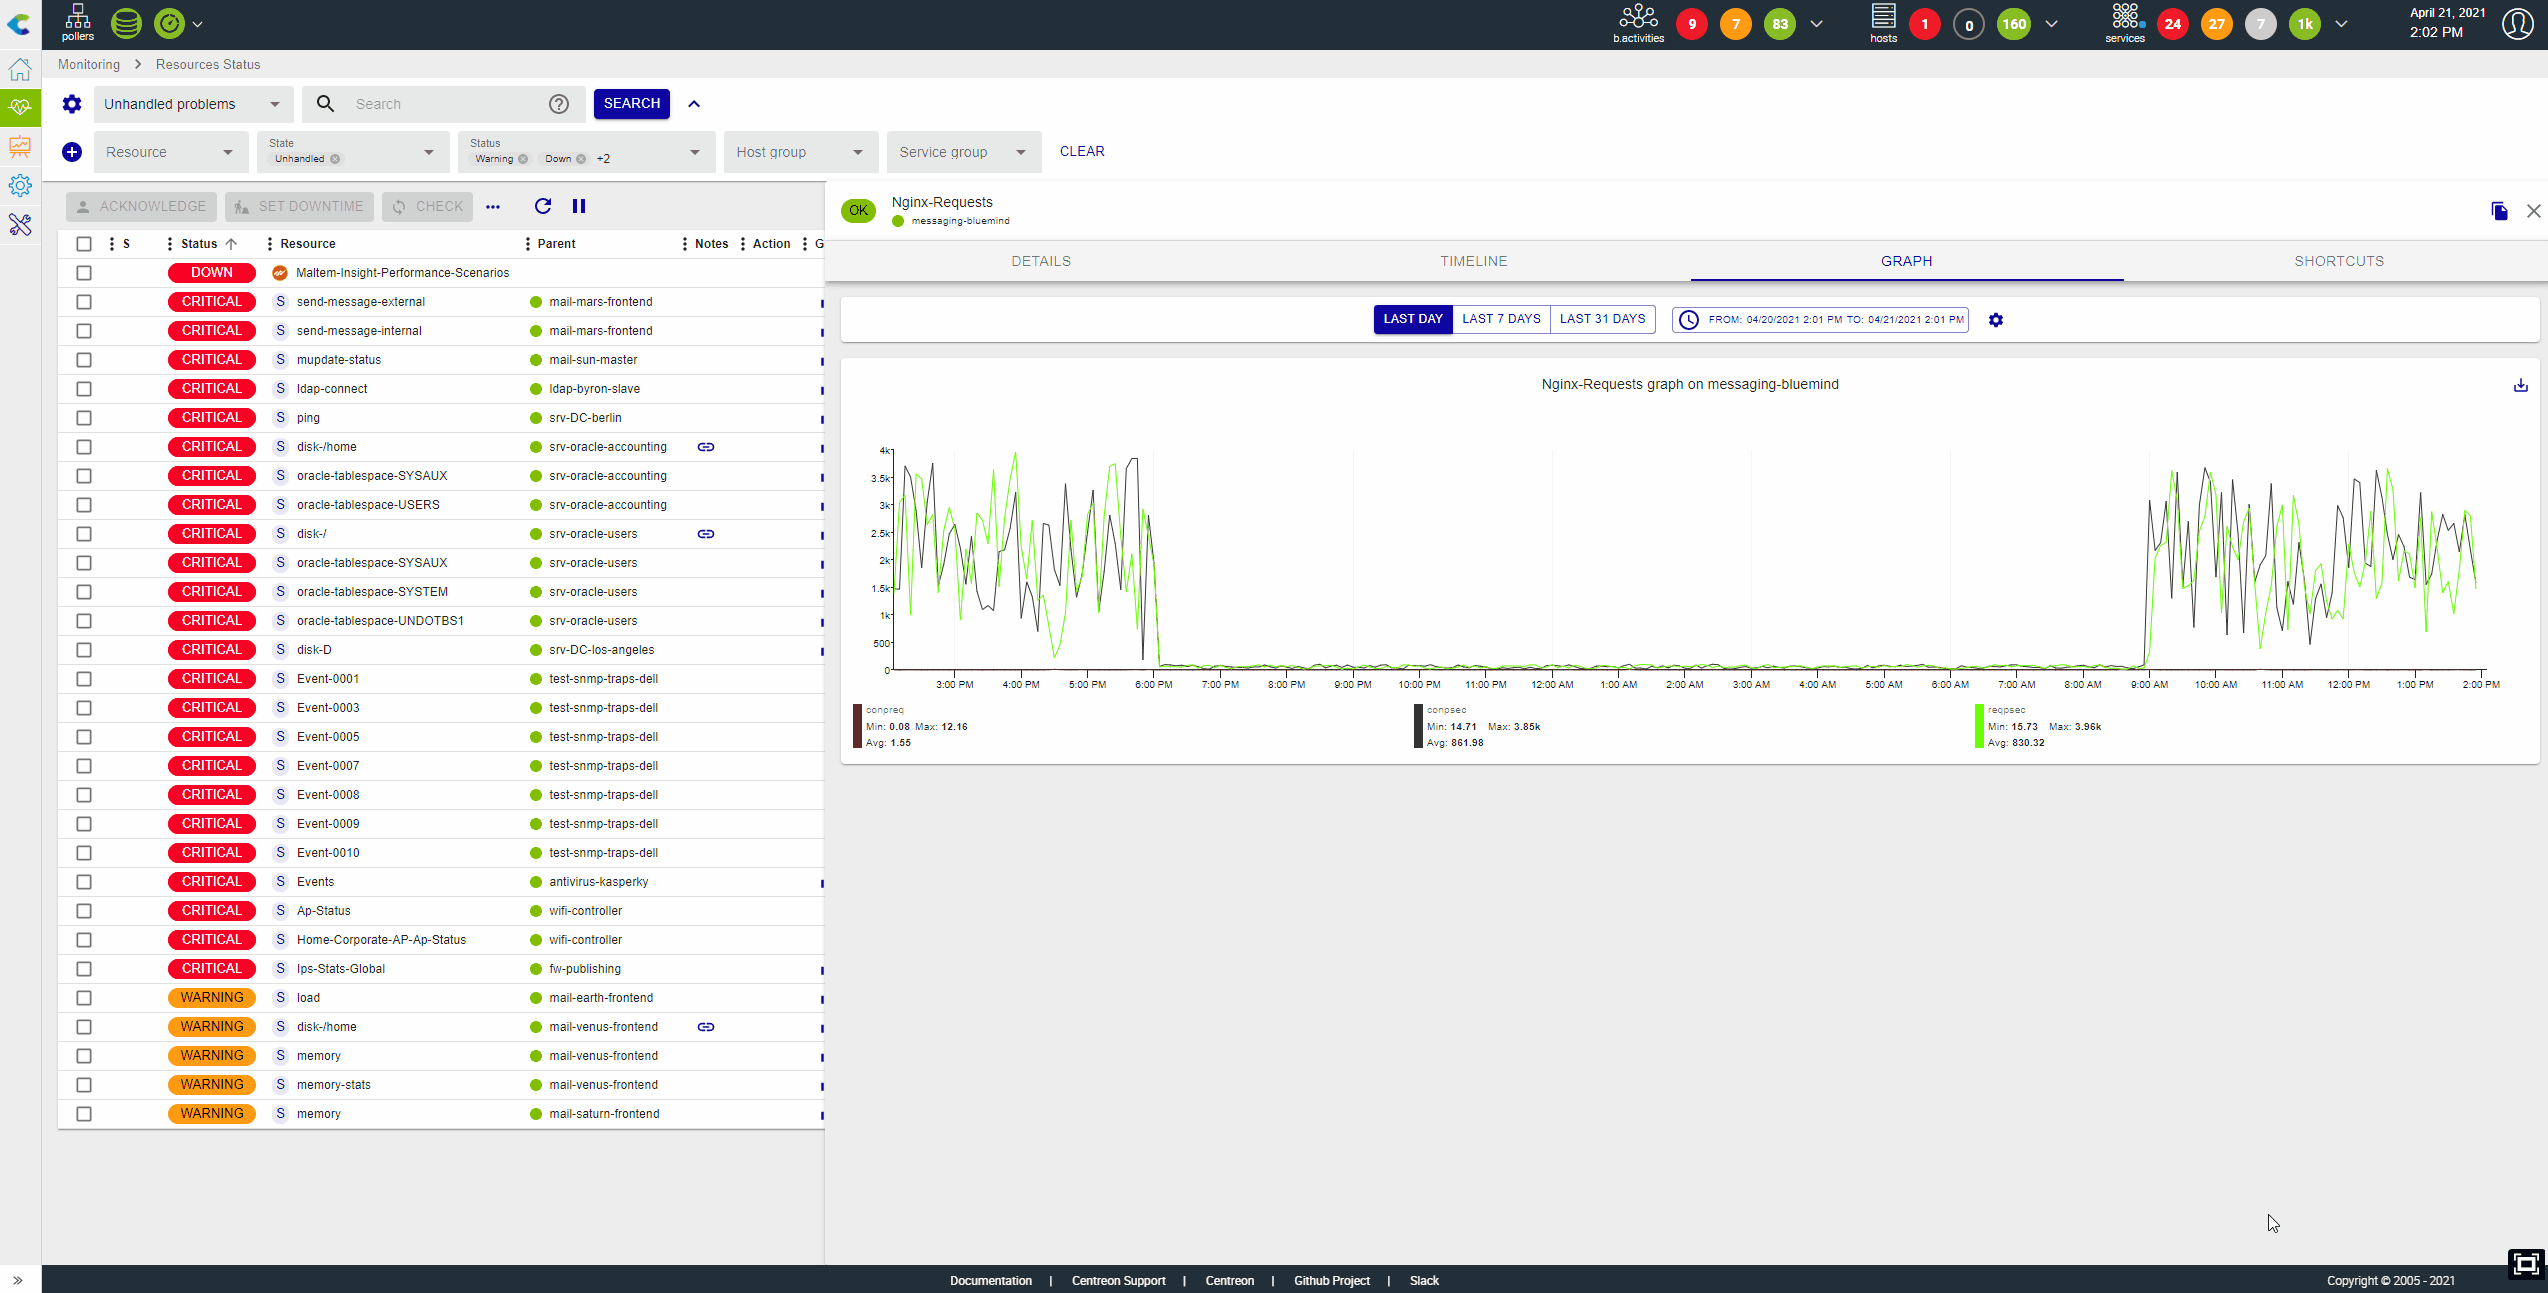 pollers
b.activities
9
7
83
hosts
1
0
160
services
24
27
7
1k
April 21, 2021
2:02 PM
Monitoring > Resources Status
Unhandled problems
Search
SEARCH
Resource
State
Unhandled
Status
Warning
Down
+2
Host group
Service group
CLEAR
ACKNOWLEDGE
SET DOWNTIME
CHECK
S Status Resource Parent Notes Action G
DOWN Maltem-Insight-Performance-Scenarios
CRITICAL S send-message-external mail-mars-frontend
CRITICAL S send-message-internal mail-mars-frontend
CRITICAL S mupdate-status mail-sun-master
CRITICAL S ldap-connect ldap-byron-slave
CRITICAL S ping srv-DC-berlin
CRITICAL S disk-/home srv-oracle-accounting
CRITICAL S oracle-tablespace-SYSAUX srv-oracle-accounting
CRITICAL S oracle-tablespace-USERS srv-oracle-accounting
CRITICAL S disk-/ srv-oracle-users
CRITICAL S oracle-tablespace-SYSAUX srv-oracle-users
CRITICAL S oracle-tablespace-SYSTEM srv-oracle-users
CRITICAL S oracle-tablespace-UNDOTBS1 srv-oracle-users
CRITICAL S disk-D srv-DC-los-angeles
CRITICAL S Event-0001 test-snmp-traps-dell
CRITICAL S Event-0003 test-snmp-traps-dell
CRITICAL S Event-0005 test-snmp-traps-dell
CRITICAL S Event-0007 test-snmp-traps-dell
CRITICAL S Event-0008 test-snmp-traps-dell
CRITICAL S Event-0009 test-snmp-traps-dell
CRITICAL S Event-0010 test-snmp-traps-dell
CRITICAL S Events antivirus-kasperky
CRITICAL S Ap-Status wifi-controller
CRITICAL S Home-Corporate-AP-Ap-Status wifi-controller
CRITICAL S Ips-Stats-Global fw-publishing
WARNING S load mail-earth-frontend
WARNING S disk-/home mail-venus-frontend
WARNING S memory mail-venus-frontend
WARNING S memory-stats mail-venus-frontend
WARNING S memory mail-saturn-frontend
OK Nginx-Requests
messaging-bluemind
DETAILS TIMELINE GRAPH SHORTCUTS
LAST DAY LAST 7 DAYS LAST 31 DAYS FROM: 04/20/2021 2:01 PM TO: 04/21/2021 2:01 PM
Nginx-Requests graph on messaging-bluemind
4k
3.5k
3k
2.5k
2k
1.5k
1k
500
0
3:00 PM 4:00 PM 5:00 PM 6:00 PM 7:00 PM 8:00 PM 9:00 PM 10:00 PM 11:00 PM 12:00 AM 1:00 AM 2:00 AM 3:00 AM 4:00 AM 5:00 AM 6:00 AM 7:00 AM 8:00 AM 9:00 AM 10:00 AM 11:00 AM 12:00 PM 1:00 PM 2:00 PM
conpreq
Min: 0.08 Max: 12.16
Avg: 1.55
conpsec
Min: 14.71 Max: 3.85k
Avg: 861.98
reqpsec
Min: 15.73 Max: 3.96k
Avg: 830.32
Documentation | Centreon Support | Centreon | Github Project | Slack
Copyright © 2005 - 2021